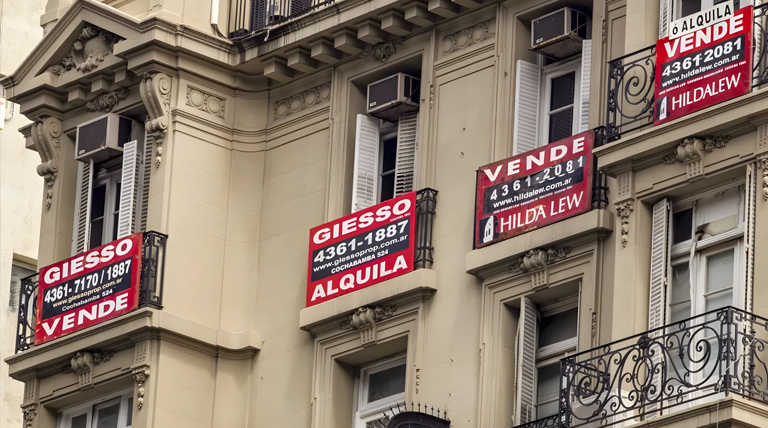 GIESSO
4361-7170 / 1887
www.giessoprop.com.ar
Cochabamba 524
VENDE
GIESSO
4361-1887
www.giessoprop.com.ar
COCHABAMBA 524
ALQUILA
VENDE
4361-2081
www.hildalew.com.ar
HILDA LEW
ó ALQUILA
VENDE
4361-2081
www.hildalew.com.ar
HILDALEW